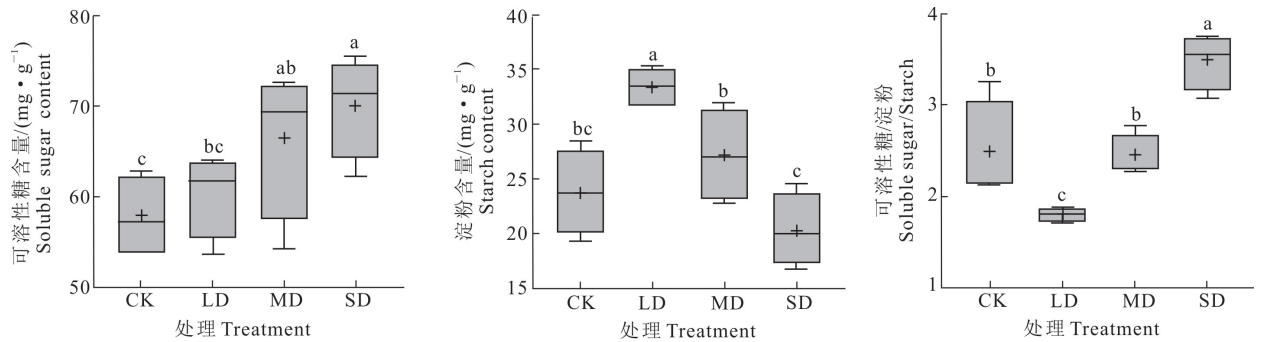 可溶性糖含量/(mg·g⁻¹)
Soluble sugar content
80
70
60
50
c
bc
ab
a
CK
LD
MD
SD
处理 Treatment
淀粉含量/(mg·g⁻¹)
Starch content
40
35
30
25
20
15
bc
a
b
c
CK
LD
MD
SD
处理 Treatment
可溶性糖/淀粉
Soluble sugar/Starch
4
3
2
1
b
c
b
a
CK
LD
MD
SD
处理 Treatment